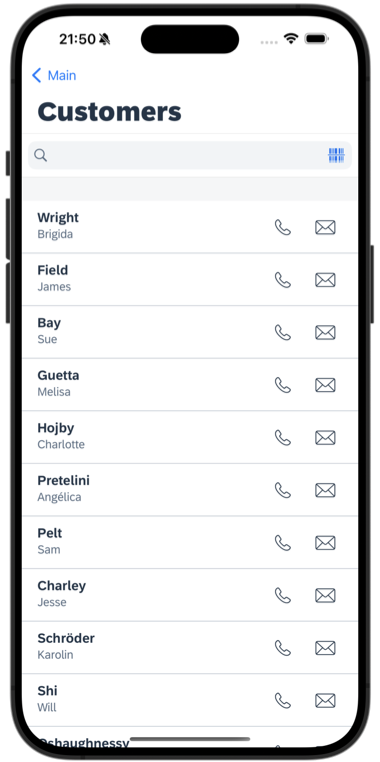 21:50
Main
Customers
Wright
Brigida
Field
James
Bay
Sue
Guetta
Melisa
Hojby
Charlotte
Pretelini
Angélica
Pelt
Sam
Charley
Jesse
Schröder
Karolin
Shi
Will
Oshaughnessy